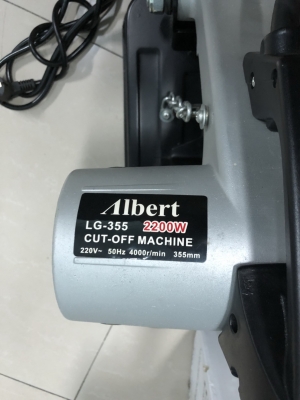 Albert
LG-355 2200W
CUT-OFF MACHINE
220V~ 50Hz 4000r/min 355mm